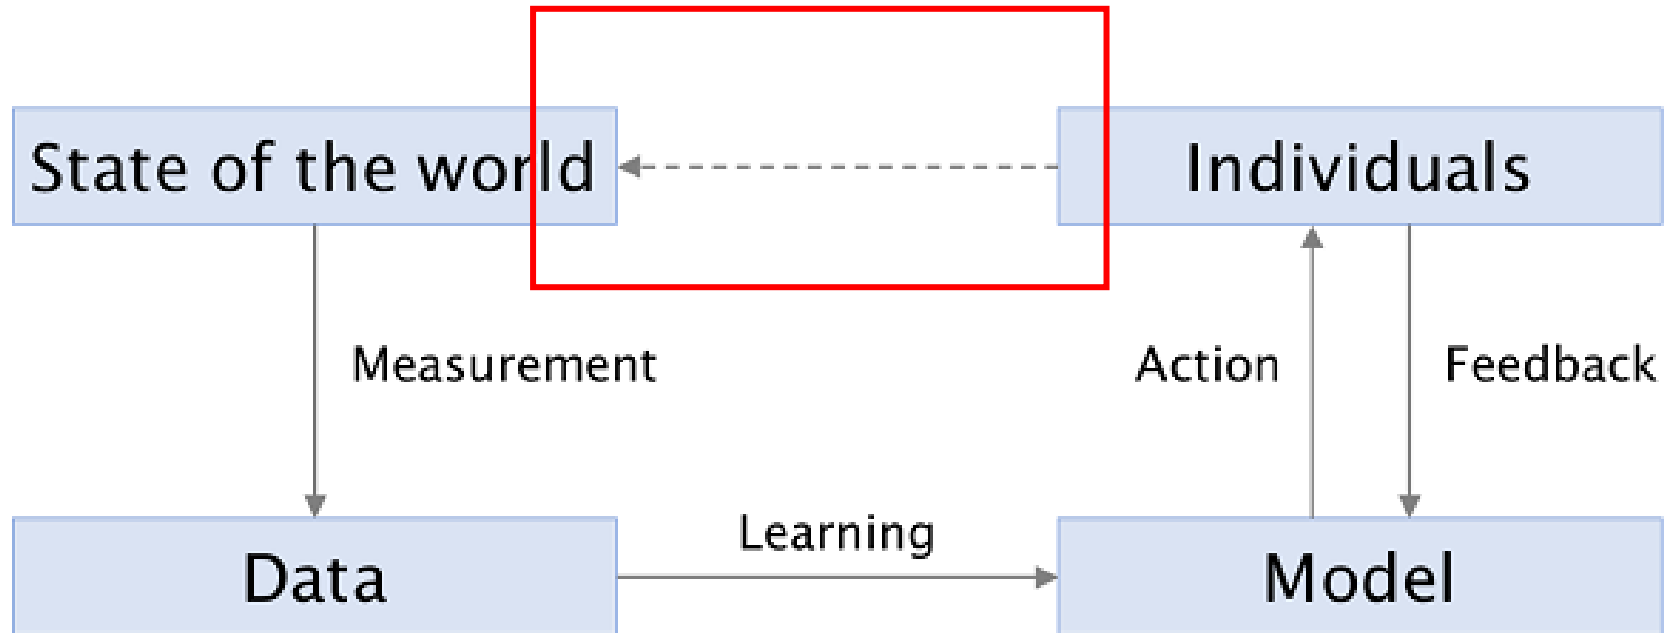 State of the world
Individuals
Measurement
Action
Feedback
Learning
Data
Model